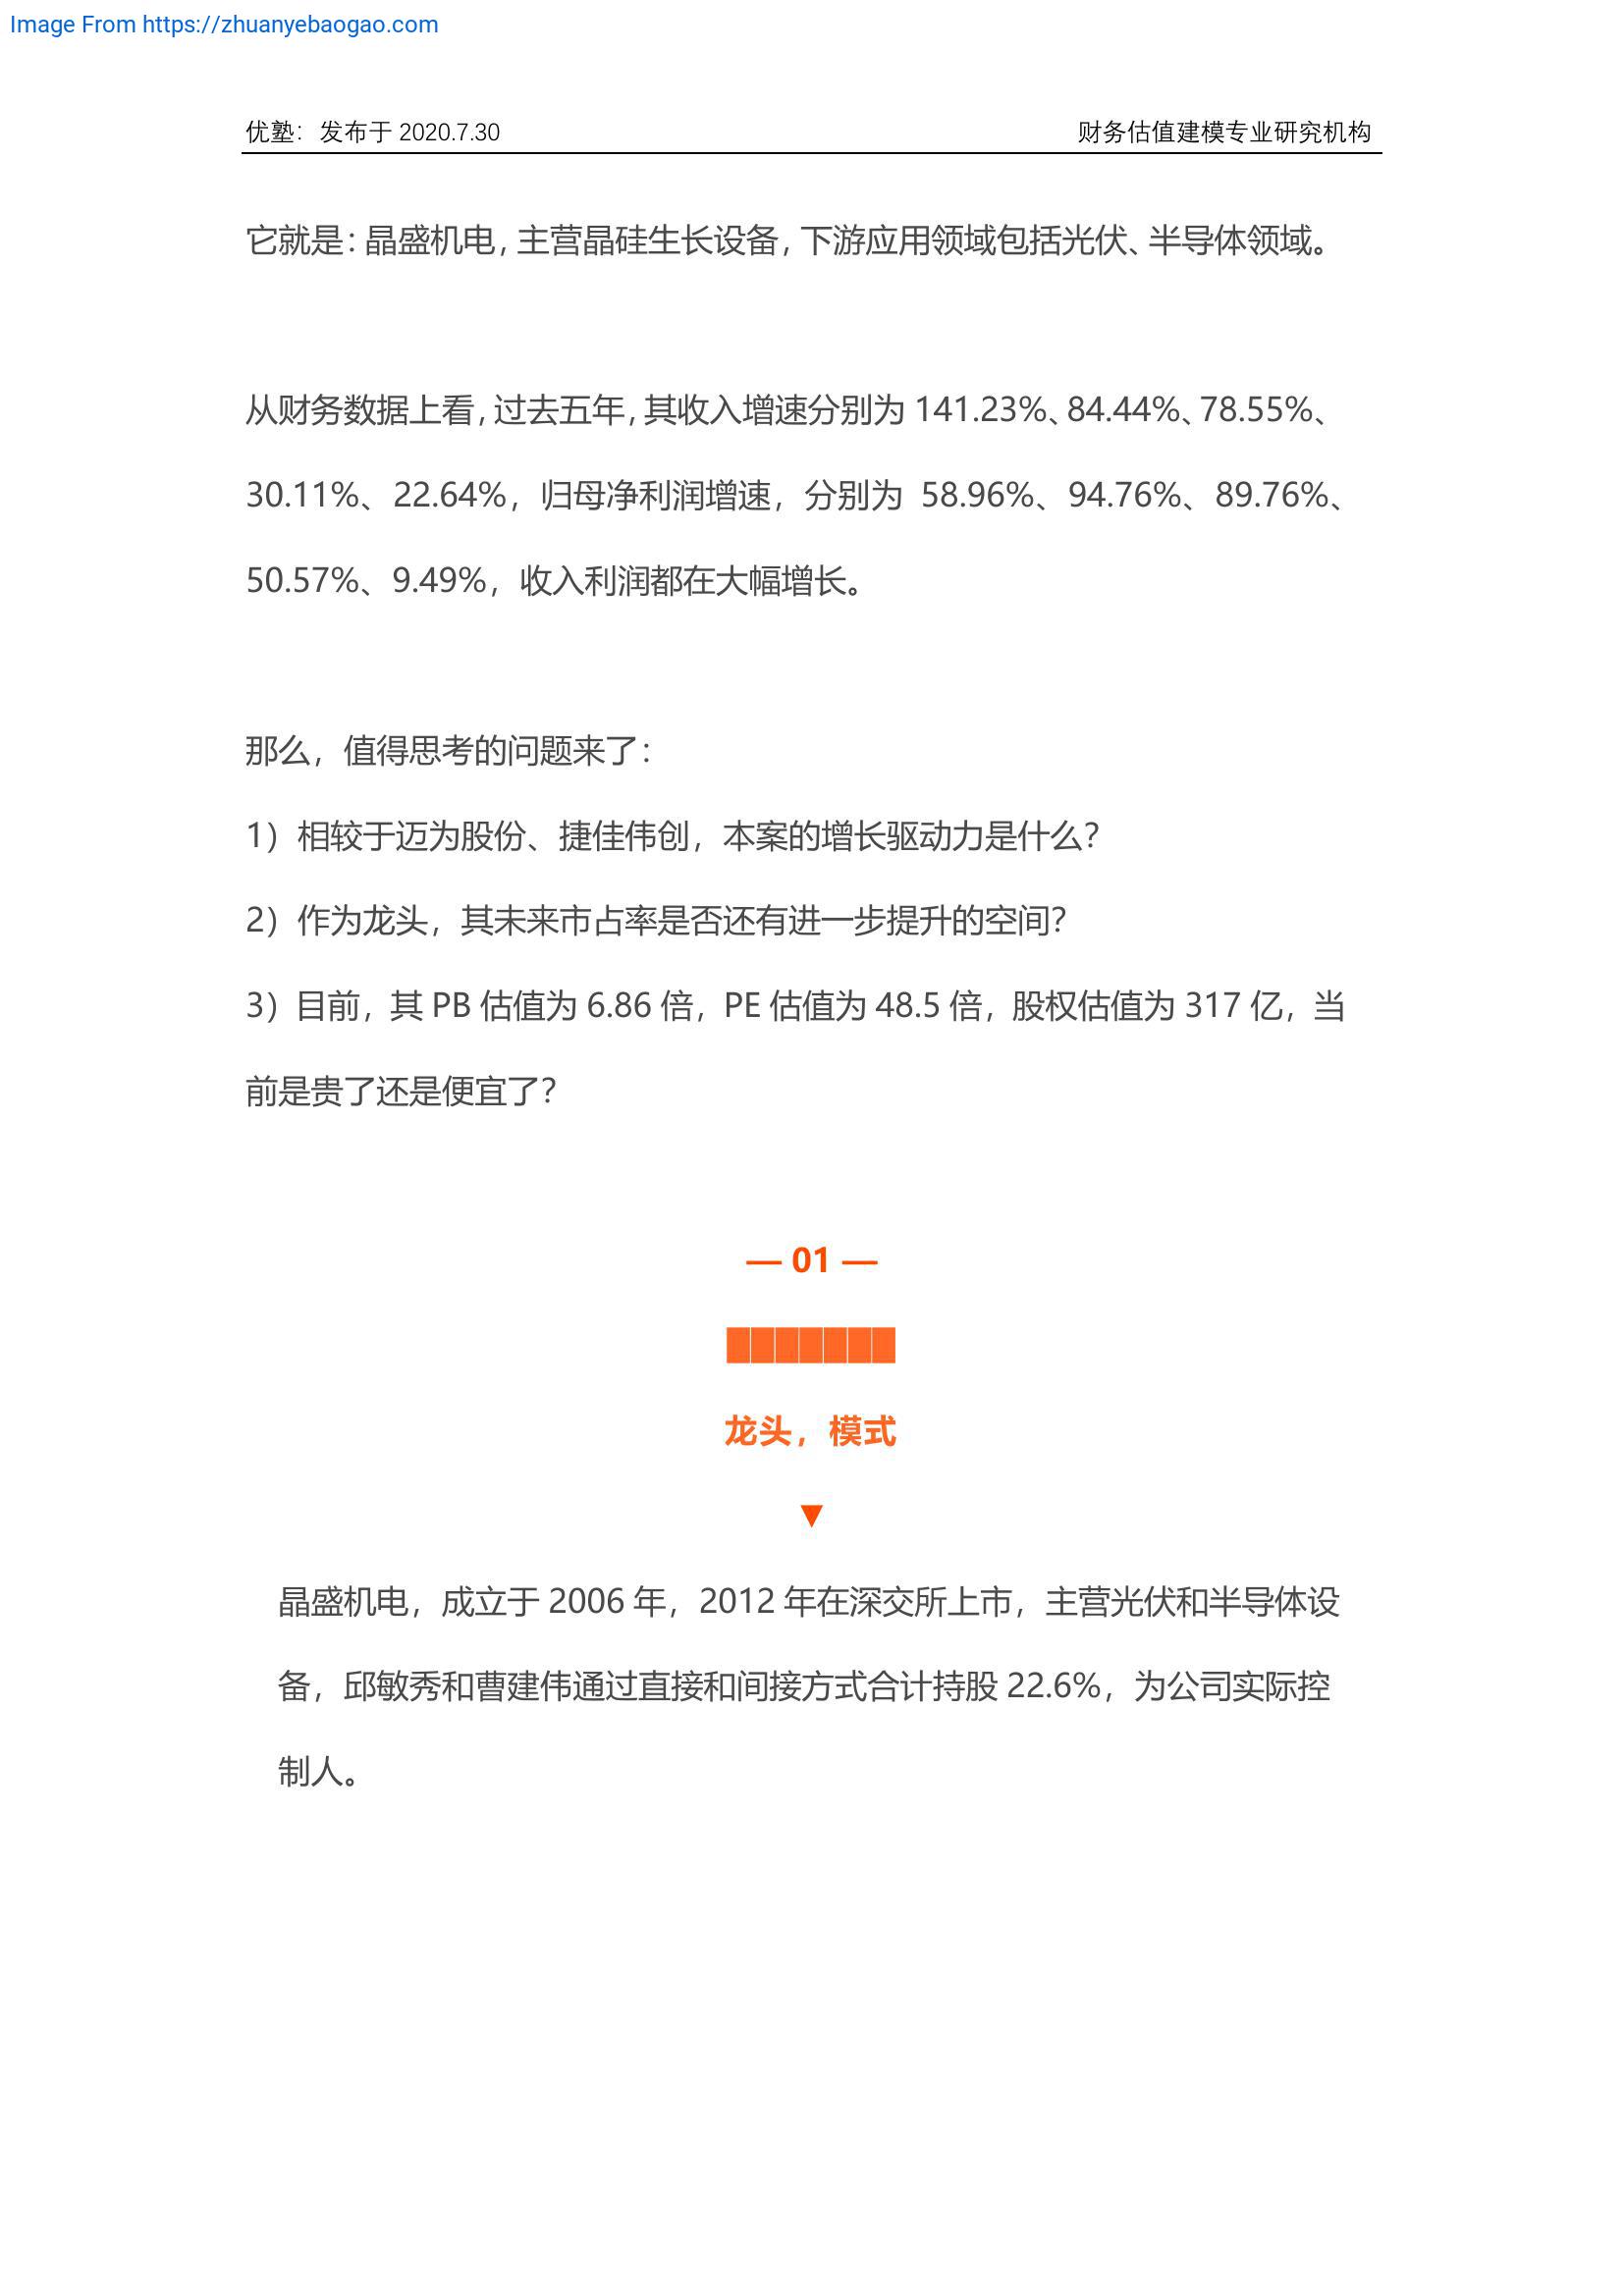 Image From https://zhuanyebaogao.com
优塾：发布于 2020.7.30 财务估值建模专业研究机构
它就是：晶盛机电，主营晶硅生长设备，下游应用领域包括光伏、半导体领域。
从财务数据上看，过去五年，其收入增速分别为 141.23%、84.44%、78.55%、
30.11%、22.64%，归母净利润增速，分别为 58.96%、94.76%、89.76%、
50.57%、9.49%，收入利润都在大幅增长。
那么，值得思考的问题来了：
1）相较于迈为股份、捷佳伟创，本案的增长驱动力是什么？
2）作为龙头，其未来市占率是否还有进一步提升的空间？
3）目前，其 PB 估值为 6.86 倍，PE 估值为 48.5 倍，股权估值为 317 亿，当
前是贵了还是便宜了？
— 01 —
███████
龙头，模式
▼
晶盛机电，成立于 2006 年，2012 年在深交所上市，主营光伏和半导体设
备，邱敏秀和曹建伟通过直接和间接方式合计持股 22.6%，为公司实际控
制人。